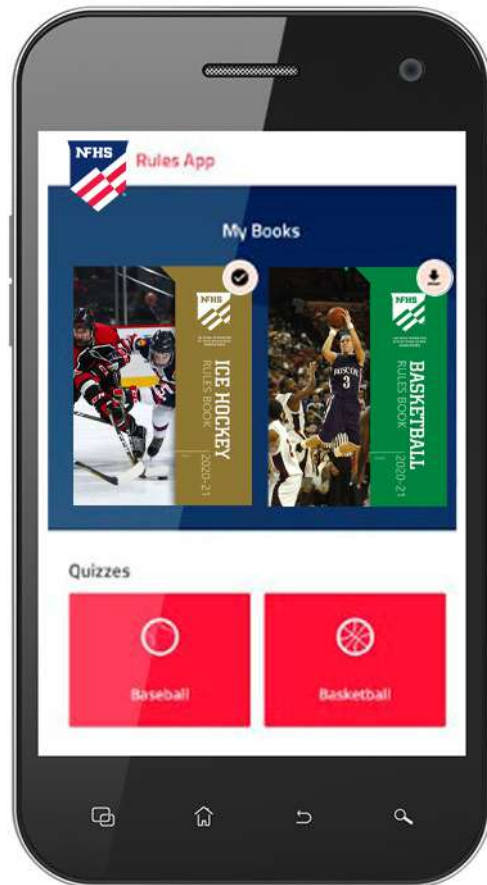 NFHS
Rules App
My Books
NFHS
ICE HOCKEY
RULES BOOK
2020-21
NFHS
BASKETBALL
RULES BOOK
2020-21
3
Quizzes
Baseball
Basketball